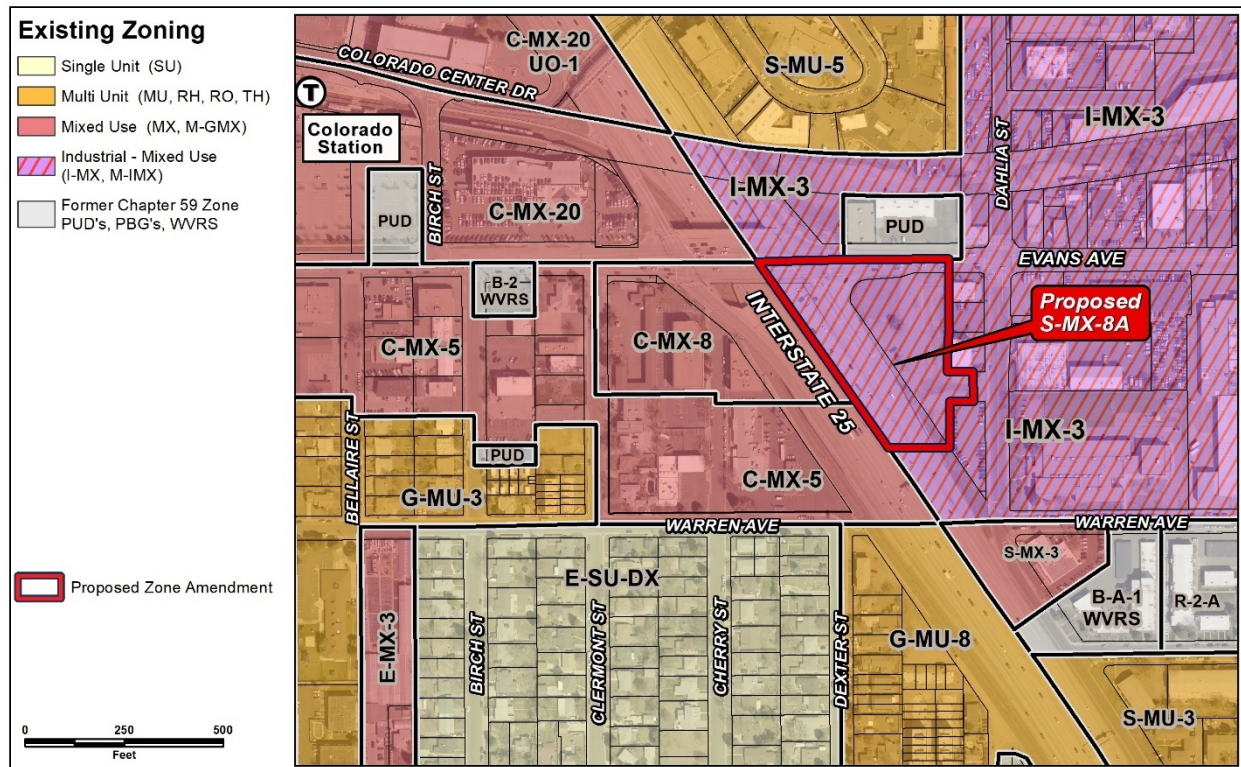 Existing Zoning
Single Unit (SU)
Multi Unit (MU, RH, RO, TH)
Mixed Use (MX, M-GMX)
Industrial - Mixed Use
(I-MX, M-IMX)
Former Chapter 59 Zone
PUD's, PBG's, WVRS
Proposed Zone Amendment
0 250 500
Feet
C-MX-20
UO-1
COLORADO CENTER DR
S-MU-5
T
Colorado
Station
I-MX-3
DAHLIA ST
BIRCH ST
I-MX-3
PUD
C-MX-20
PUD
EVANS AVE
B-2
WVRS
Proposed
S-MX-8A
INTERSTATE 25
C-MX-5
C-MX-8
I-MX-3
BELLAIRE ST
PUD
C-MX-5
G-MU-3
WARREN AVE
WARREN AVE
S-MX-3
E-SU-DX
B-A-1
WVRS
R-2-A
E-MX-3
BIRCH ST
CLERMONT ST
CHERRY ST
DEXTER ST
G-MU-8
S-MU-3